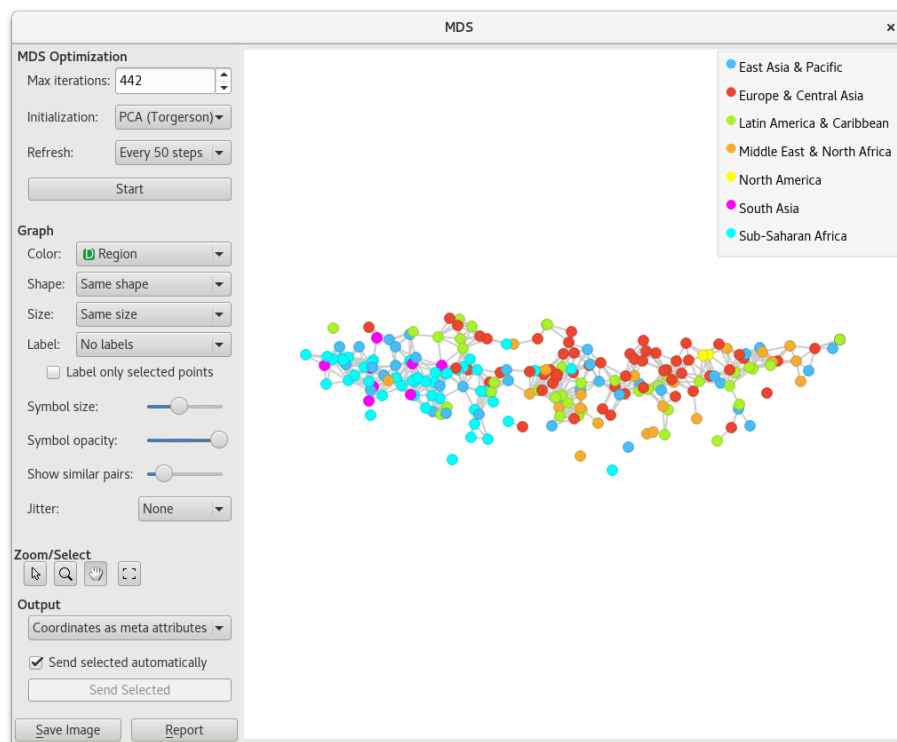 MDS
×
MDS Optimization
Max iterations: 442
Initialization: PCA (Torgerson)
Refresh: Every 50 steps
Start
Graph
Color: D Region
Shape: Same shape
Size: Same size
Label: No labels
Label only selected points
Symbol size:
Symbol opacity:
Show similar pairs:
Jitter: None
Zoom/Select
Output
Coordinates as meta attributes
Send selected automatically
Send Selected
Save Image Report
East Asia & Pacific
Europe & Central Asia
Latin America & Caribbean
Middle East & North Africa
North America
South Asia
Sub-Saharan Africa